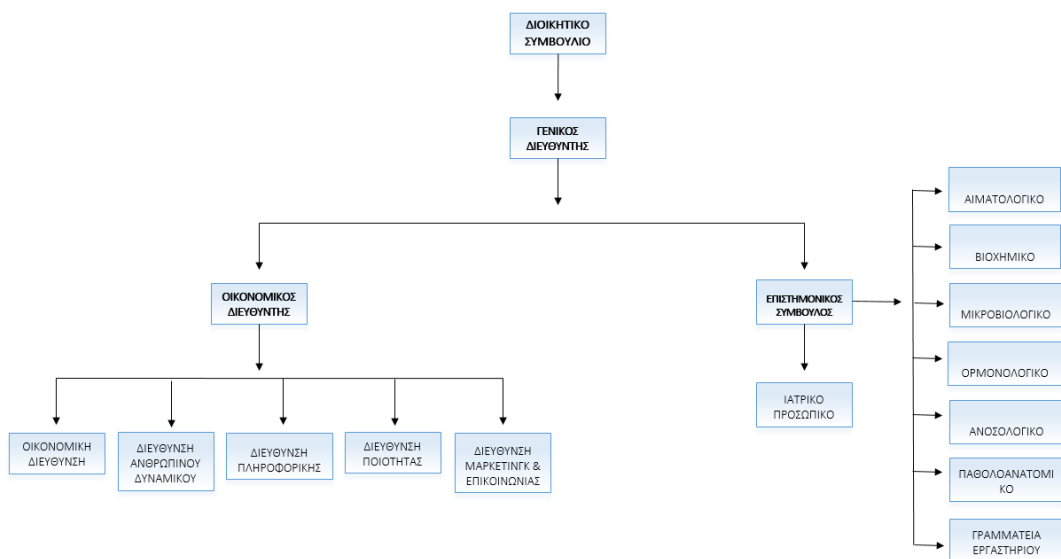 ΔΙΟΙΚΗΤΙΚΟ
ΣΥΜΒΟΥΛΙΟ
ΓΕΝΙΚΟΣ
ΔΙΕΥΘΥΝΤΗΣ
ΟΙΚΟΝΟΜΙΚΟΣ
ΔΙΕΥΘΥΝΤΗΣ
ΕΠΙΣΤΗΜΟΝΙΚΟΣ
ΣΥΜΒΟΥΛΟΣ
ΟΙΚΟΝΟΜΙΚΗ
ΔΙΕΥΘΥΝΣΗ
ΔΙΕΥΘΥΝΣΗ
ΑΝΘΡΩΠΙΝΟΥ
ΔΥΝΑΜΙΚΟΥ
ΔΙΕΥΘΥΝΣΗ
ΠΛΗΡΟΦΟΡΙΚΗΣ
ΔΙΕΥΘΥΝΣΗ
ΠΟΙΟΤΗΤΑΣ
ΔΙΕΥΘΥΝΣΗ
ΜΑΡΚΕΤΙΝΓΚ &
ΕΠΙΚΟΙΝΩΝΙΑΣ
ΙΑΤΡΙΚΟ
ΠΡΟΣΩΠΙΚΟ
ΑΙΜΑΤΟΛΟΓΙΚΟ
ΒΙΟΧΗΜΙΚΟ
ΜΙΚΡΟΒΙΟΛΟΓΙΚΟ
ΟΡΜΟΝΟΛΟΓΙΚΟ
ΑΝΟΣΟΛΟΓΙΚΟ
ΠΑΘΟΛΟΑΝΑΤΟΜΙ
ΚΟ
ΓΡΑΜΜΑΤΕΙΑ
ΕΡΓΑΣΤΗΡΙΟΥ